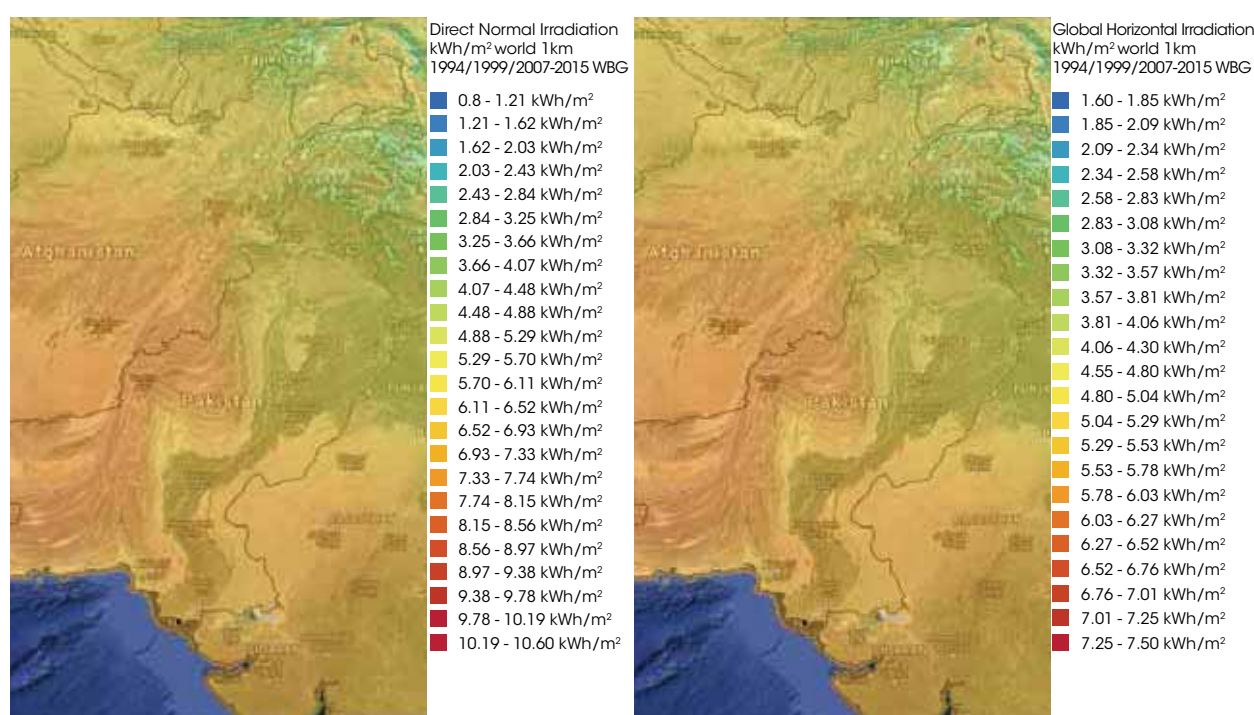 Direct Normal Irradiation
kWh/m² world 1km
1994/1999/2007-2015 WBG
0.8 - 1.21 kWh/m²
1.21 - 1.62 kWh/m²
1.62 - 2.03 kWh/m²
2.03 - 2.43 kWh/m²
2.43 - 2.84 kWh/m²
2.84 - 3.25 kWh/m²
3.25 - 3.66 kWh/m²
3.66 - 4.07 kWh/m²
4.07 - 4.48 kWh/m²
4.48 - 4.88 kWh/m²
4.88 - 5.29 kWh/m²
5.29 - 5.70 kWh/m²
5.70 - 6.11 kWh/m²
6.11 - 6.52 kWh/m²
6.52 - 6.93 kWh/m²
6.93 - 7.33 kWh/m²
7.33 - 7.74 kWh/m²
7.74 - 8.15 kWh/m²
8.15 - 8.56 kWh/m²
8.56 - 8.97 kWh/m²
8.97 - 9.38 kWh/m²
9.38 - 9.78 kWh/m²
9.78 - 10.19 kWh/m²
10.19 - 10.60 kWh/m²
Afghanistan
Pakistan
Global Horizontal Irradiation
kWh/m² world 1km
1994/1999/2007-2015 WBG
1.60 - 1.85 kWh/m²
1.85 - 2.09 kWh/m²
2.09 - 2.34 kWh/m²
2.34 - 2.58 kWh/m²
2.58 - 2.83 kWh/m²
2.83 - 3.08 kWh/m²
3.08 - 3.32 kWh/m²
3.32 - 3.57 kWh/m²
3.57 - 3.81 kWh/m²
3.81 - 4.06 kWh/m²
4.06 - 4.30 kWh/m²
4.55 - 4.80 kWh/m²
4.80 - 5.04 kWh/m²
5.04 - 5.29 kWh/m²
5.29 - 5.53 kWh/m²
5.53 - 5.78 kWh/m²
5.78 - 6.03 kWh/m²
6.03 - 6.27 kWh/m²
6.27 - 6.52 kWh/m²
6.52 - 6.76 kWh/m²
6.76 - 7.01 kWh/m²
7.01 - 7.25 kWh/m²
7.25 - 7.50 kWh/m²
Afghanistan
Pakistan